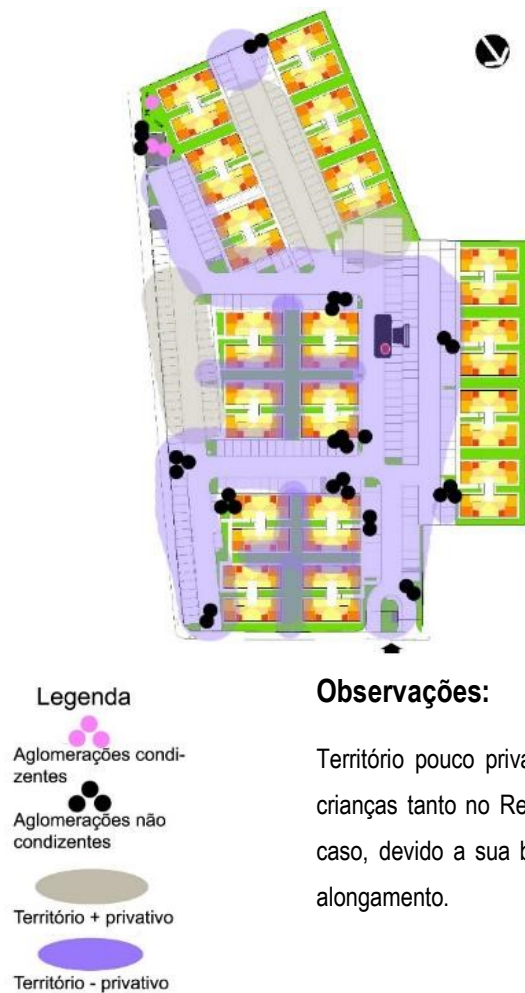 Legenda
Aglomerações condi-
zentes
Aglomerações não
condizentes
Território + privativo
Território - privativo
Observações:
Território pouco priva
crianças tanto no Re
caso, devido a sua b
alongamento.